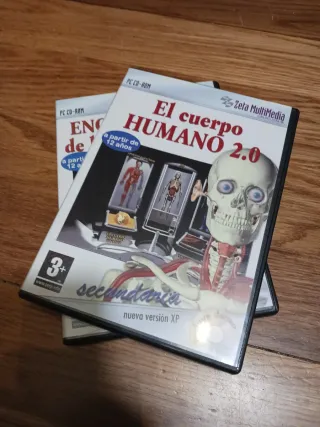 PC CD-ROM
Zeta MultiMedia
El cuerpo
HUMANO 2.0
a partir de
12 años
3+
secundaria
nueva versión XP
PC CD-ROM
a partir de
12 años